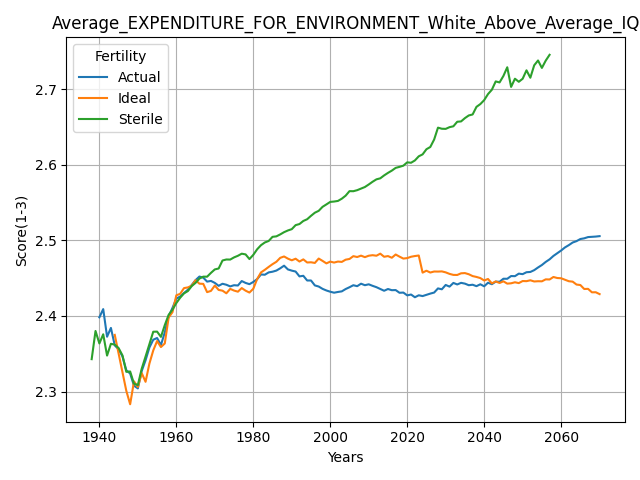 Average_EXPENDITURE_FOR_ENVIRONMENT_White_Above_Average_IQ
Fertility
Actual
Ideal
Sterile
2.7
2.6
2.5
2.4
2.3
Score(1-3)
1940 1960 1980 2000 2020 2040 2060
Years